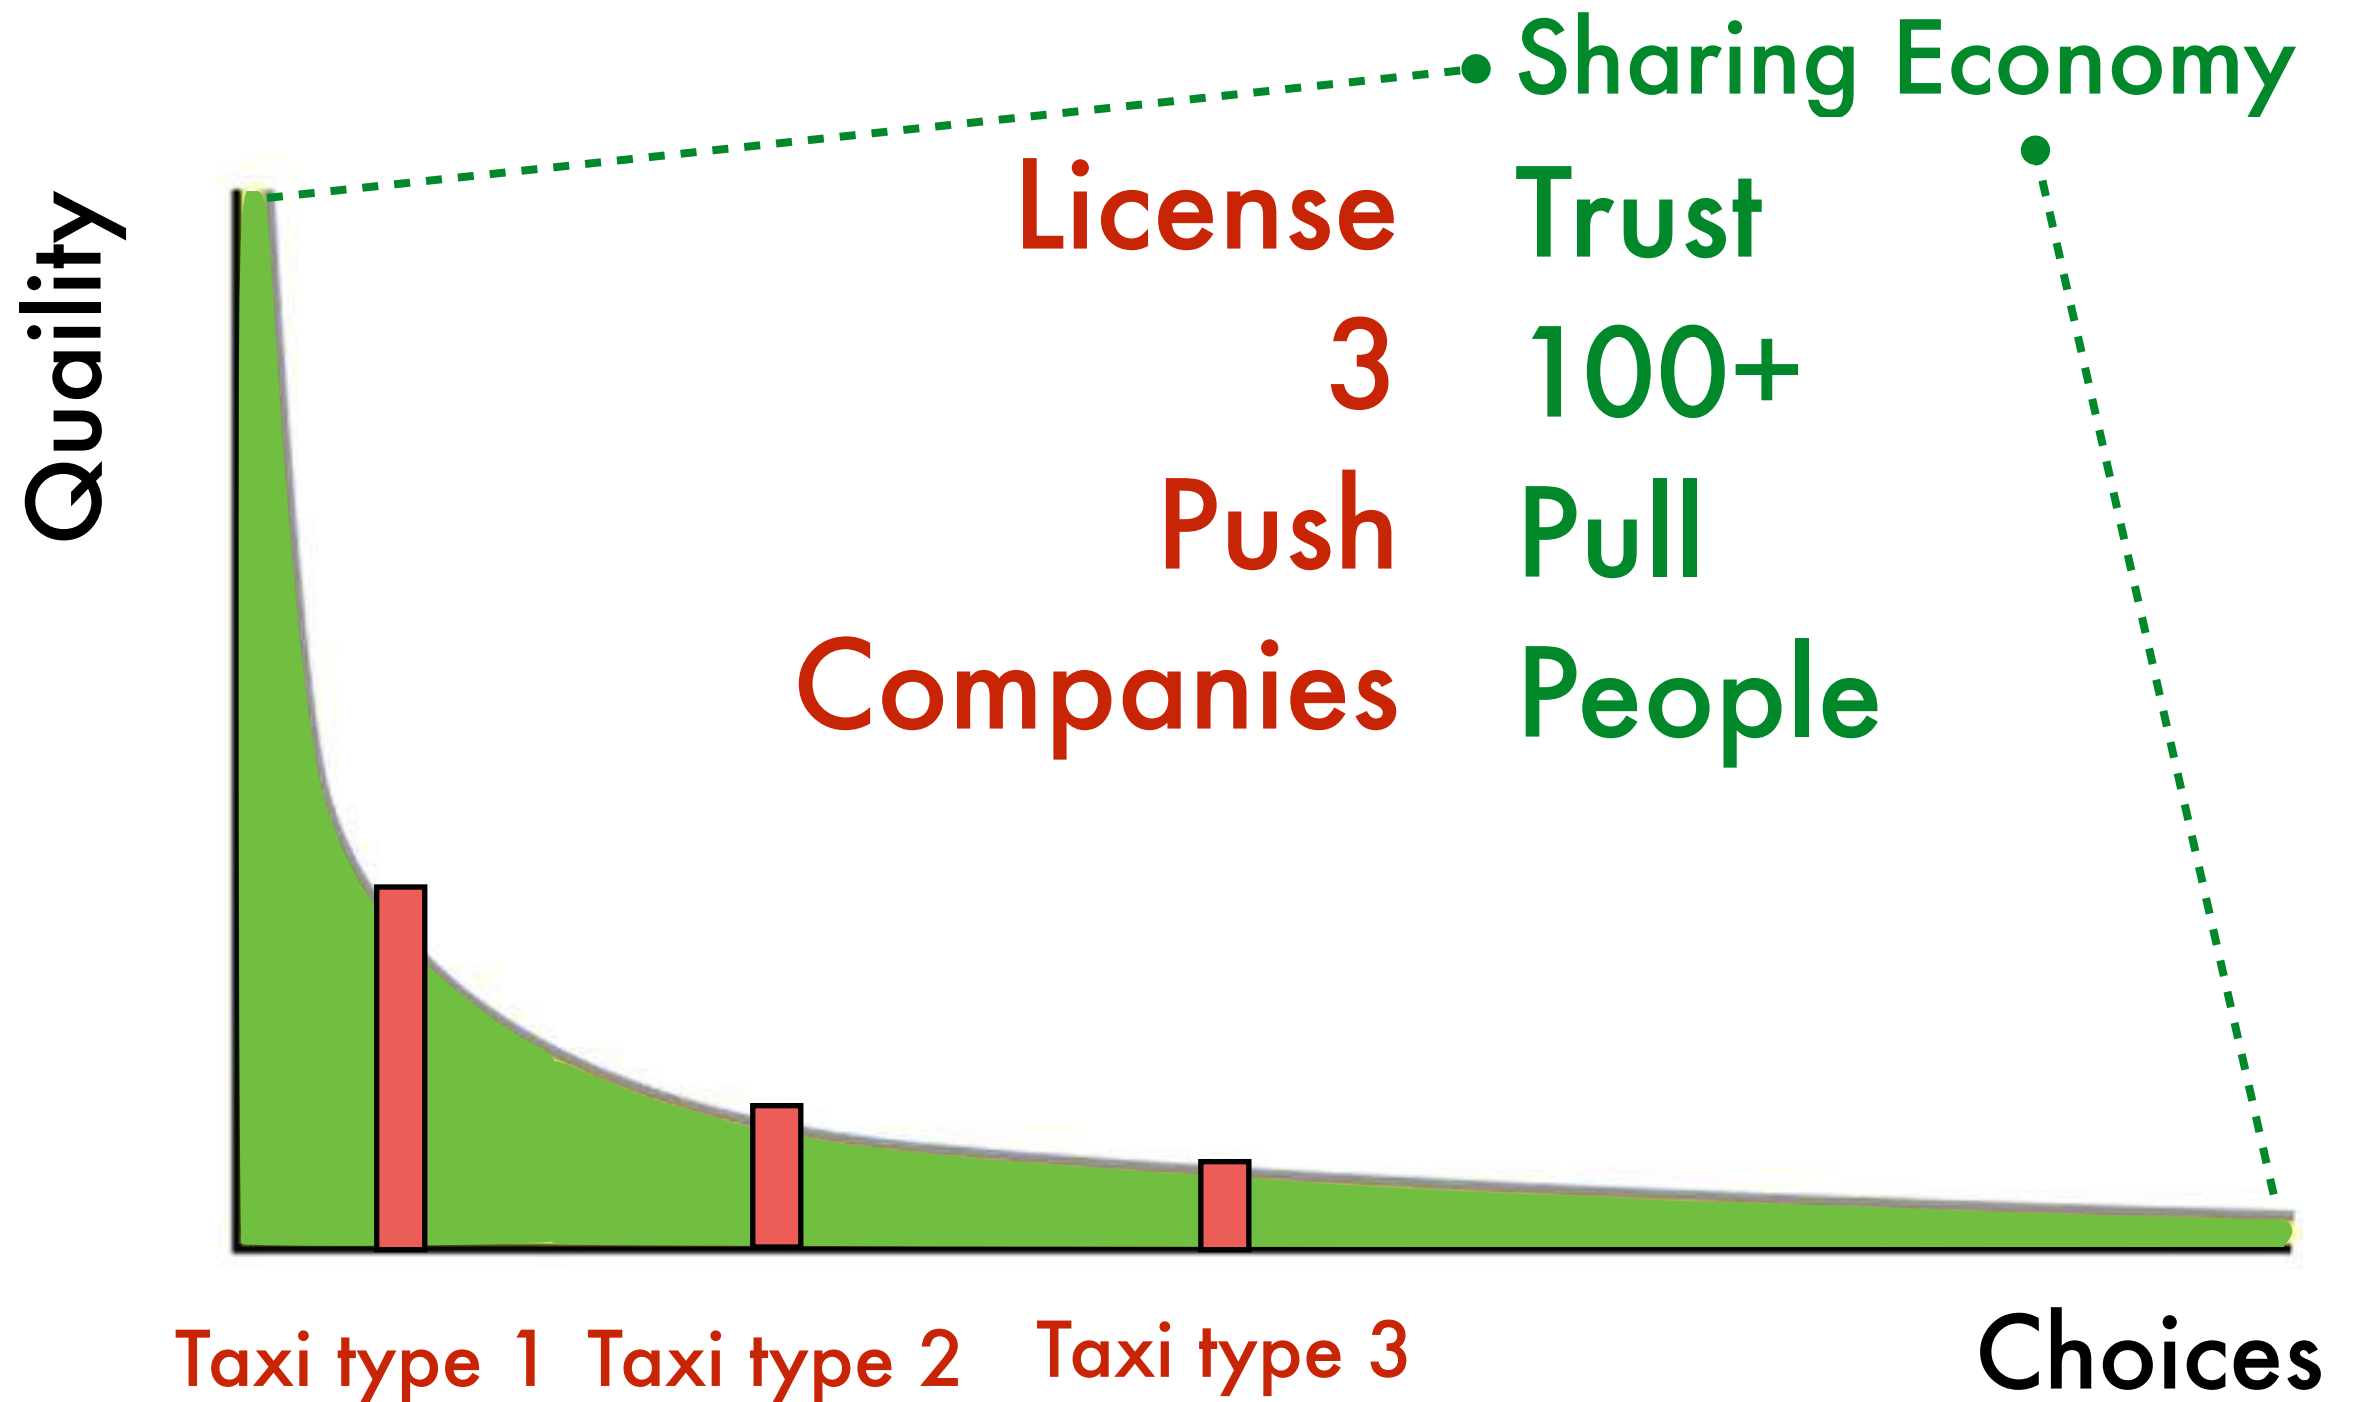 Sharing Economy
License Trust
3 100+
Push Pull
Companies People
Quaility
Taxi type 1 Taxi type 2 Taxi type 3
Choices